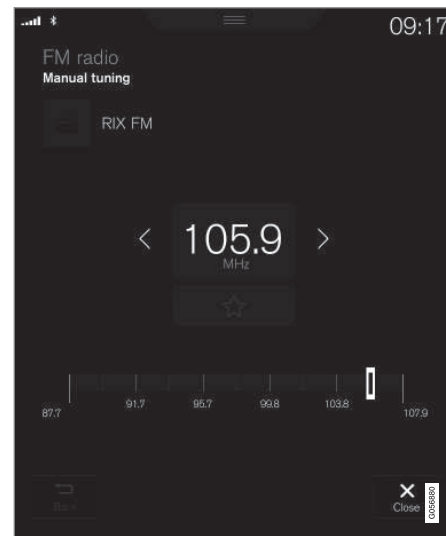 09:17
FM radio
Manual tuning
RIX FM
105.9
MHz
87.7 91.7 95.7 99.8 103.8 107.9
Back
Close
G056880